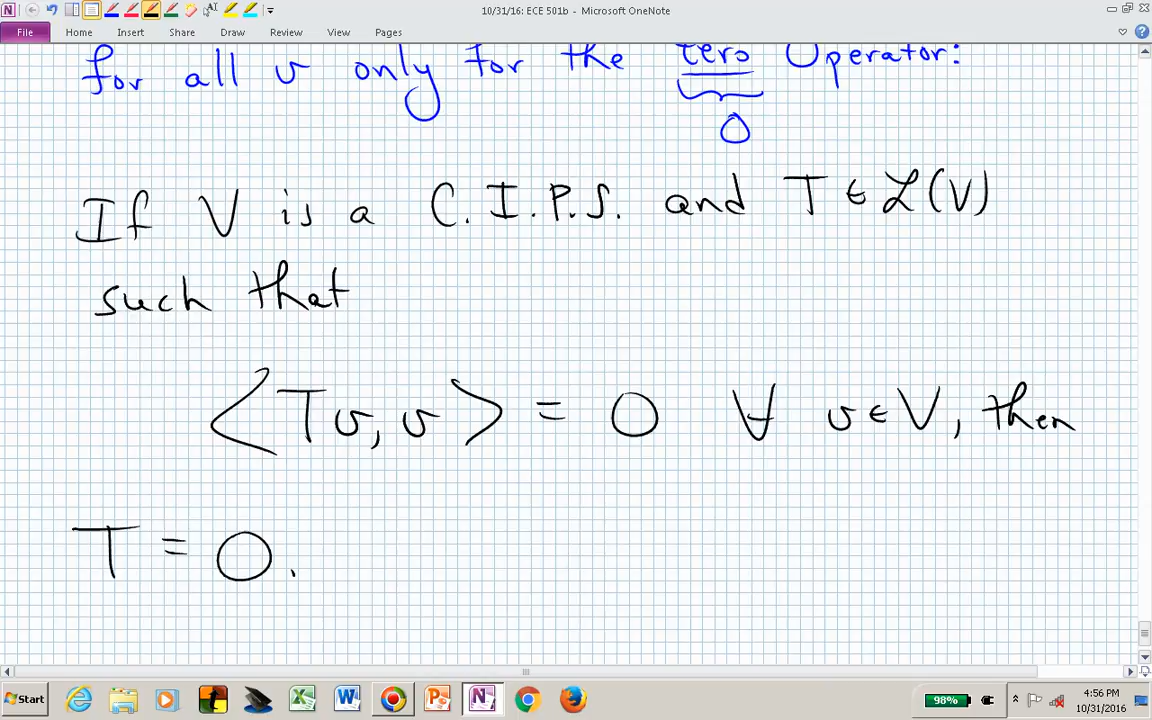 10/31/16: ECE 501b - Microsoft OneNote
File Home Insert Share Draw Review View Pages
for all v only for the zero Operator:
0
If V is a C.I.P.S. and T ∈ ℒ(V)
such that
<Tv, v> = 0 ∀ v ∈ V, then
T = 0.
Start
98%
4:56 PM
10/31/2016